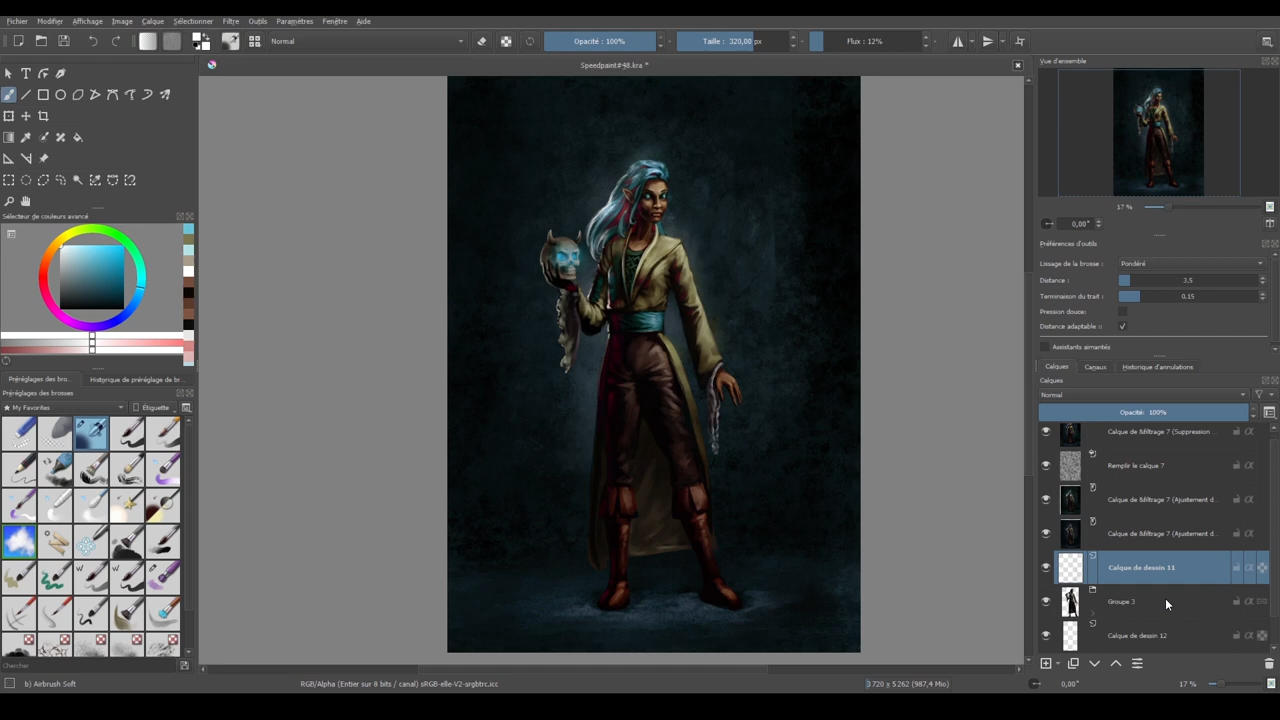 Fichier Modifier Affichage Image Calque Sélectionner Filtre Outils Paramètres Fenêtre Aide
Normal
Opacité : 100%
Taille : 320,00 px
Flux : 12%
Speedpaint#48.kra *
Vue d'ensemble
17 %
0,00°
Préférences d'outils
Lissage de la brosse :
Pondéré
Distance :
3,5
Terminaison du trait :
0,15
Pression douce:
Distance adaptable :
Assistants aimantés
Calques Canaux Historique d'annulations
Calques
Normal
Opacité: 100%
Calque de &filtrage 7 (Suppression ...
Remplir le calque 7
Calque de &filtrage 7 (Ajustement d...
Calque de &filtrage 7 (Ajustement d...
Calque de dessin 11
Groupe 3
Calque de dessin 12
Sélecteur de couleurs avancé
Préréglages des bro...
Historique de préréglage de br...
Préréglages des brosses
My Favorites
Étiquette
Chercher
b) Airbrush Soft
RGB/Alpha (Entier sur 8 bits / canal) sRGB-elle-V2-srgbtrc.icc
3 720 x 5 262 (987,4 Mio)
0,00°
17 %